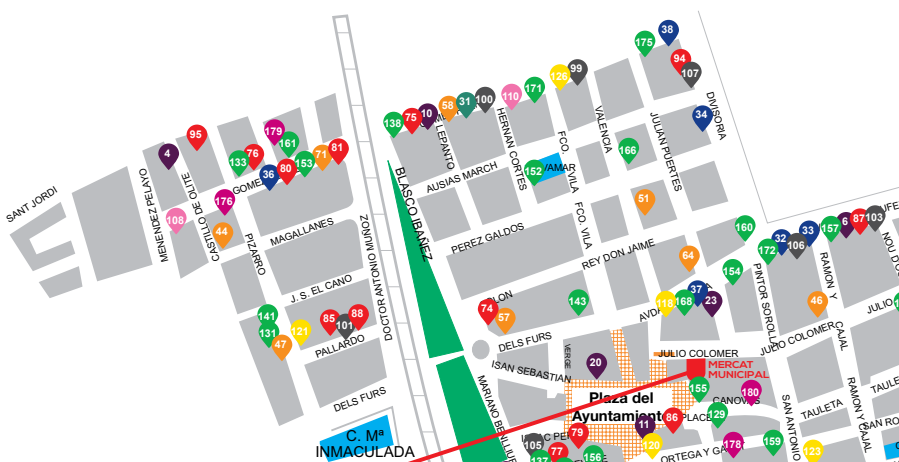 38
175
94
107
99
126
171
110
100
31
58
10
75
138
34
DIVISORIA
HERNAN CORTES
LEPANTO
FCO. VILA
VALENCIA
JULIAN PUERTES
166
152
AUSIAS MARCH
95
179
161
4
133
76
36
80
153
71
81
176
108
44
SANT JORDI
MENENDEZ PELAYO
CASTILLO DE OLITE
PIZARRO
MAGALLANES
J. S. EL CANO
PALLARDO
DELS FURS
DOCTOR ANTONIO MUÑOZ
BLASCO IBAÑEZ
PEREZ GALDOS
FCO. VILA
51
REY DON JAIME
64
160
172
32
106
33
157
6
87
103
154
PINTOR SOROLLA
RAMON Y
CAJAL
46
JULIO
JULIO COLOMER
37
118
168
23
AVDA
143
74
57
DELS FURS
ISAN SEBASTIAN
VERGE
20
141
131
121
85
101
88
47
JULIO COLOMER
MERCAT
MUNICIPAL
155
180
CANOVAS
Plaza del
Ayuntamiento
86
129
11
79
105
77
156
120
178
159
123
ORTEGA Y
SAN ANTONIO
TAULETA
RAMON Y CAJAL
C. Mª
INMACULADA